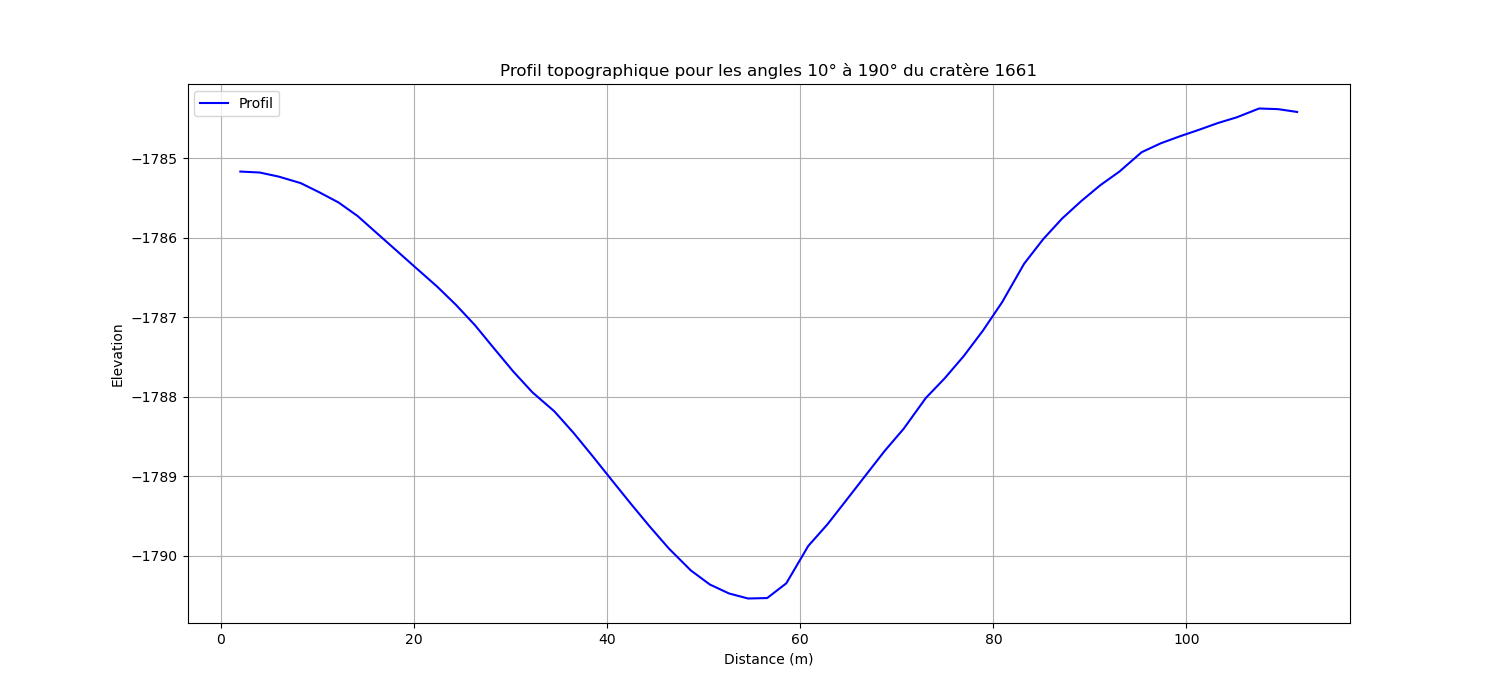 Profil topographique pour les angles 10° à 190° du cratère 1661
Profil
−1785
−1786
−1787
−1788
−1789
−1790
Elevation
0 20 40 60 80 100
Distance (m)